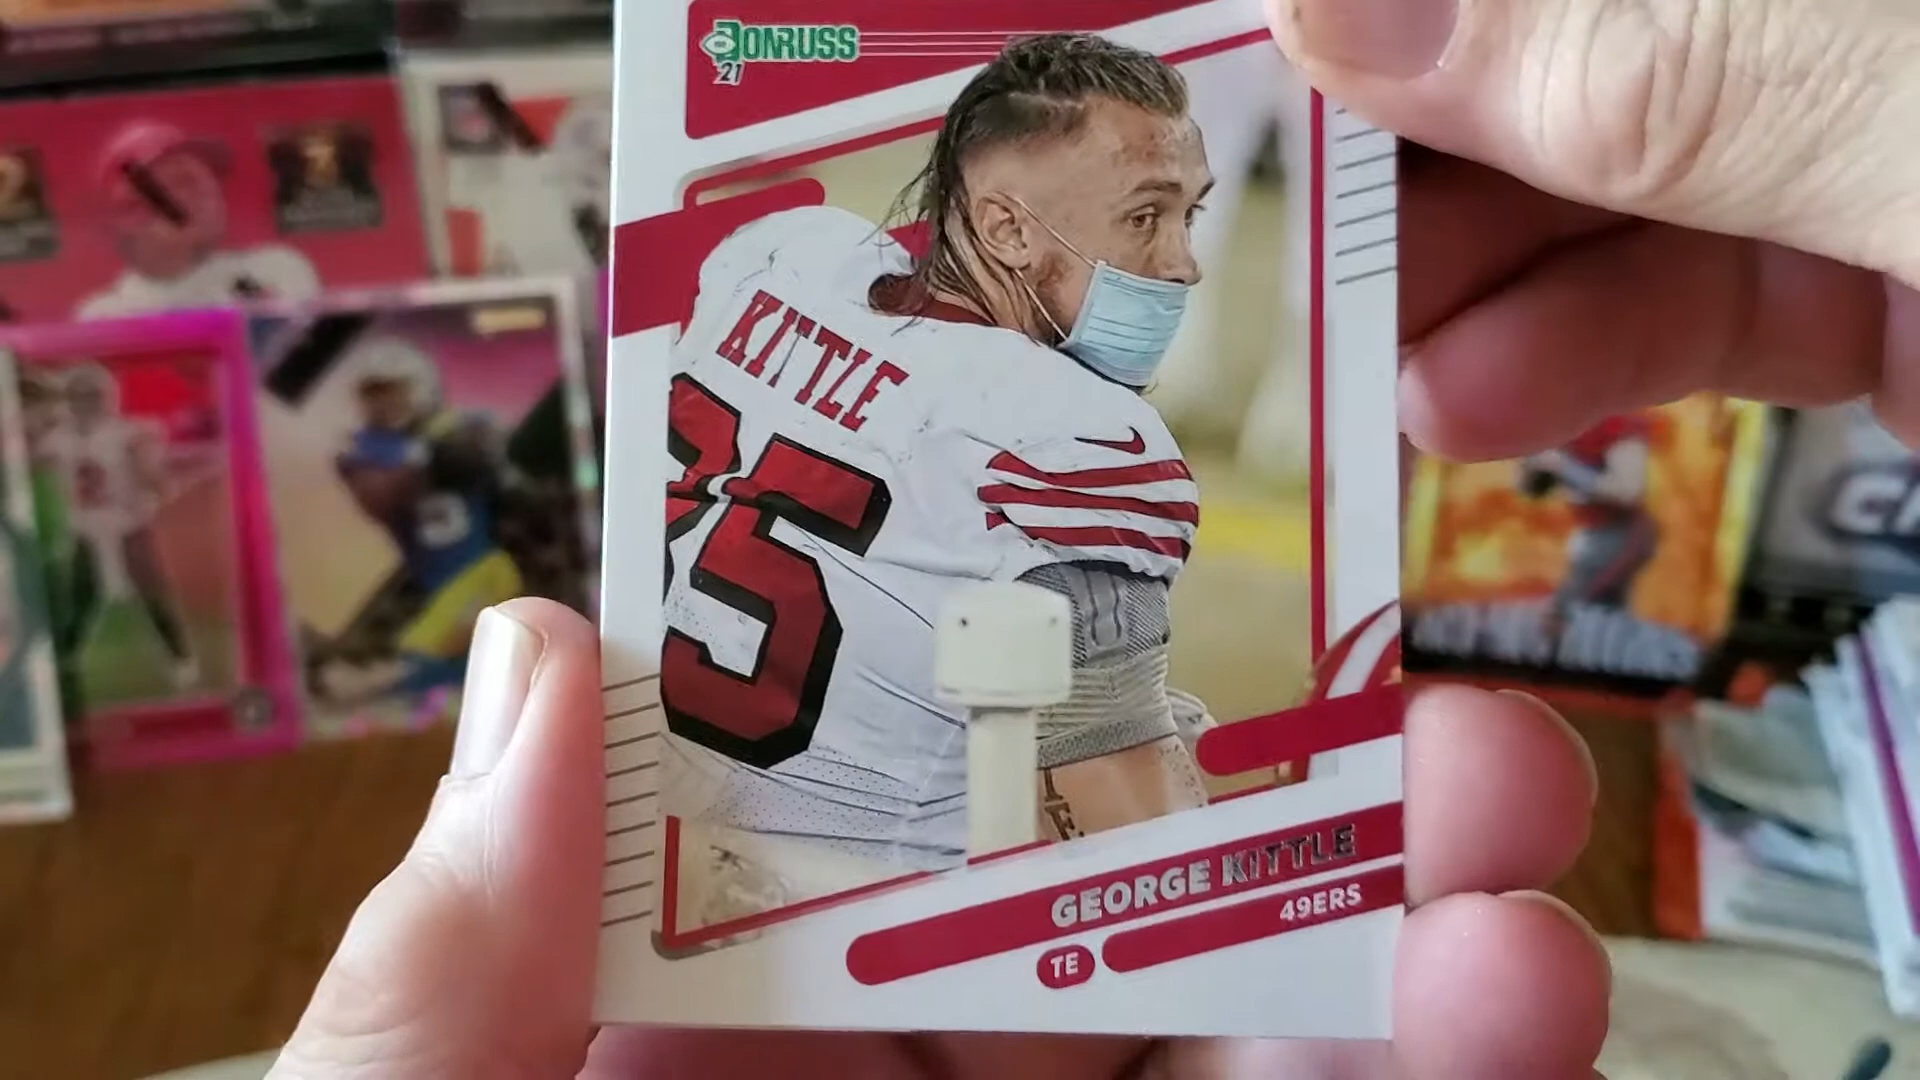 DONRUSS
21
KITTLE
85
GEORGE KITTLE
49ERS
TE